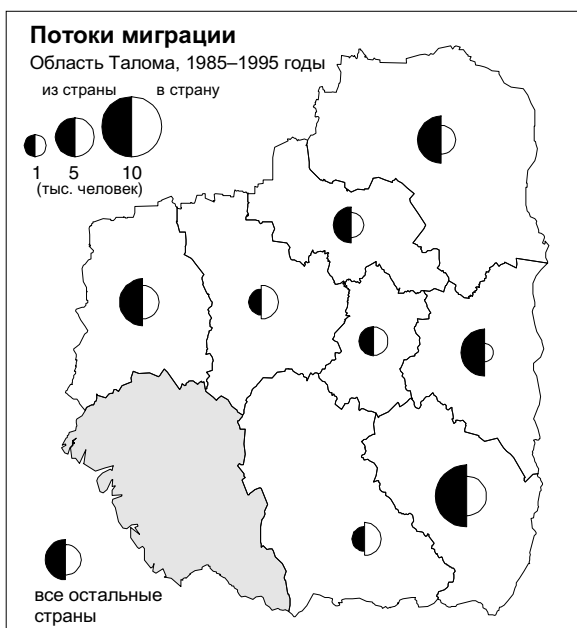 Потоки миграции
Область Талома, 1985–1995 годы
из страны в страну
1 5 10
(тыс. человек)
все остальные
страны